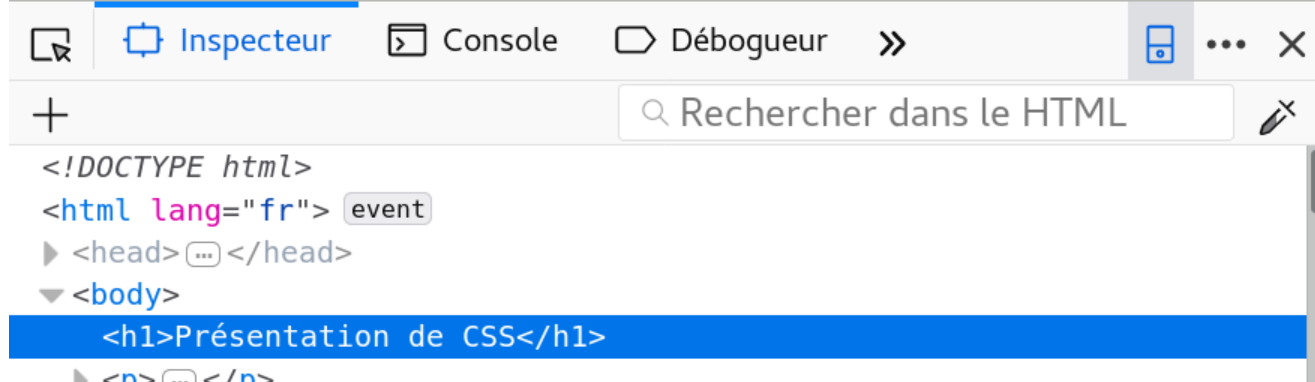 Inspecteur Console Débogueur
Rechercher dans le HTML
<!DOCTYPE html>
<html lang="fr"> event
<head>…</head>
<body>
<h1>Présentation de CSS</h1>
<p>…</p>